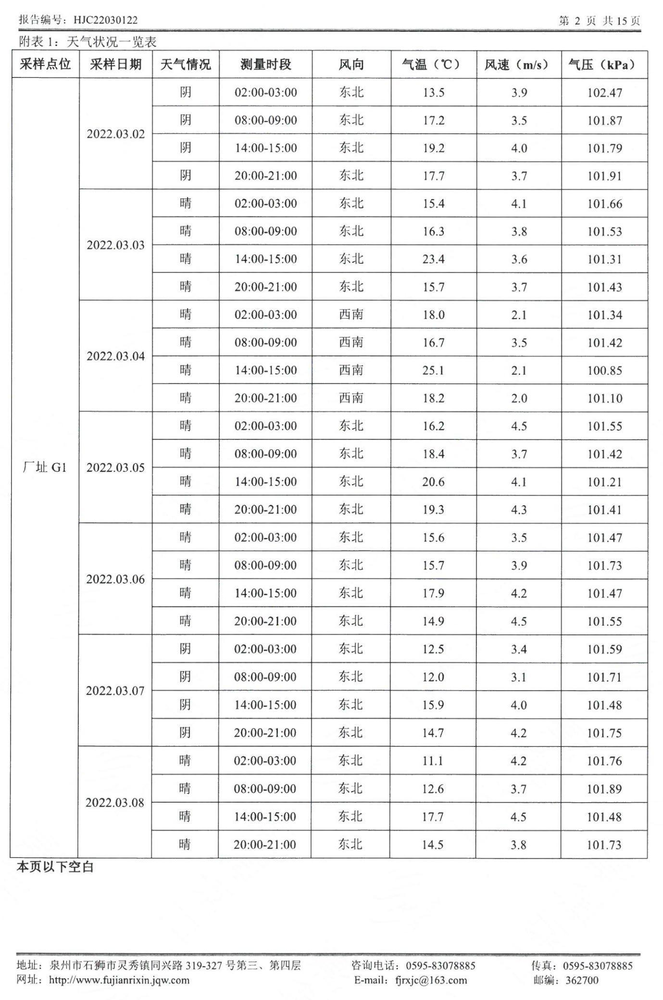 报告编号：HJC22030122 第 2 页 共 15 页
附表 1：天气状况一览表
采样点位 采样日期 天气情况 测量时段 风向 气温（℃） 风速（m/s） 气压（kPa）
厂址 G1
2022.03.02
阴 02:00-03:00 东北 13.5 3.9 102.47
阴 08:00-09:00 东北 17.2 3.5 101.87
阴 14:00-15:00 东北 19.2 4.0 101.79
阴 20:00-21:00 东北 17.7 3.7 101.91
2022.03.03
晴 02:00-03:00 东北 15.4 4.1 101.66
晴 08:00-09:00 东北 16.3 3.8 101.53
晴 14:00-15:00 东北 23.4 3.6 101.31
晴 20:00-21:00 东北 15.7 3.7 101.43
2022.03.04
晴 02:00-03:00 西南 18.0 2.1 101.34
晴 08:00-09:00 西南 16.7 3.5 101.42
晴 14:00-15:00 西南 25.1 2.1 100.85
晴 20:00-21:00 西南 18.2 2.0 101.10
2022.03.05
晴 02:00-03:00 东北 16.2 4.5 101.55
晴 08:00-09:00 东北 18.4 3.7 101.42
晴 14:00-15:00 东北 20.6 4.1 101.21
晴 20:00-21:00 东北 19.3 4.3 101.41
2022.03.06
晴 02:00-03:00 东北 15.6 3.5 101.47
晴 08:00-09:00 东北 15.7 3.9 101.73
晴 14:00-15:00 东北 17.9 4.2 101.47
晴 20:00-21:00 东北 14.9 4.5 101.55
2022.03.07
阴 02:00-03:00 东北 12.5 3.4 101.59
阴 08:00-09:00 东北 12.0 3.1 101.71
阴 14:00-15:00 东北 15.9 4.0 101.48
阴 20:00-21:00 东北 14.7 4.2 101.75
2022.03.08
晴 02:00-03:00 东北 11.1 4.2 101.76
晴 08:00-09:00 东北 12.6 3.7 101.89
晴 14:00-15:00 东北 17.7 4.5 101.48
晴 20:00-21:00 东北 14.5 3.8 101.73
本页以下空白
地址：泉州市石狮市灵秀镇同兴路 319-327 号第三、第四层 咨询电话：0595-83078885 传真：0595-83078885
网址：http://www.fujianrixin.jqw.com E-mail：fjrxjc@163.com 邮编：362700